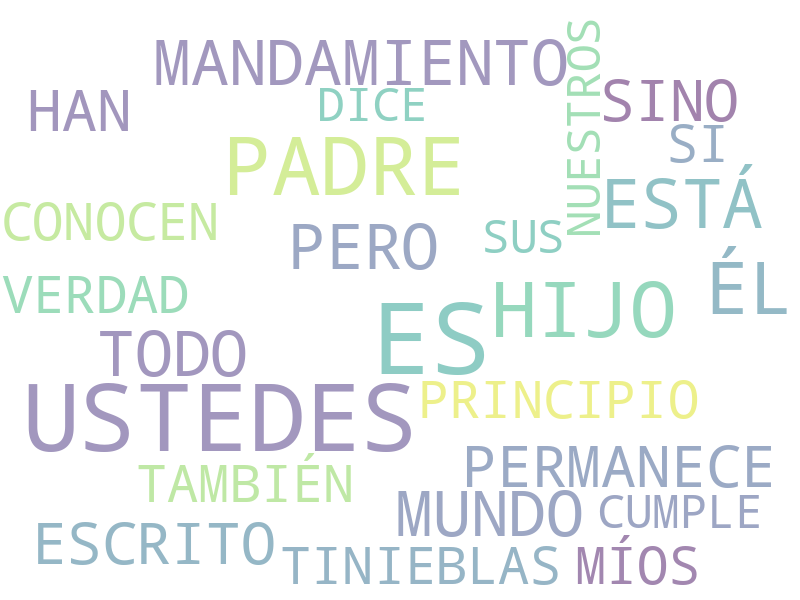 MANDAMIENTO
NUESTROS
HAN
DICE
SINO
SI
PADRE
ESTÁ
CONOCEN
PERO
SUS
ÉL
VERDAD
ES
HIJO
TODO
USTEDES
PRINCIPIO
TAMBIÉN
PERMANECE
MUNDO
CUMPLE
ESCRITO
TINIEBLAS
MÍOS